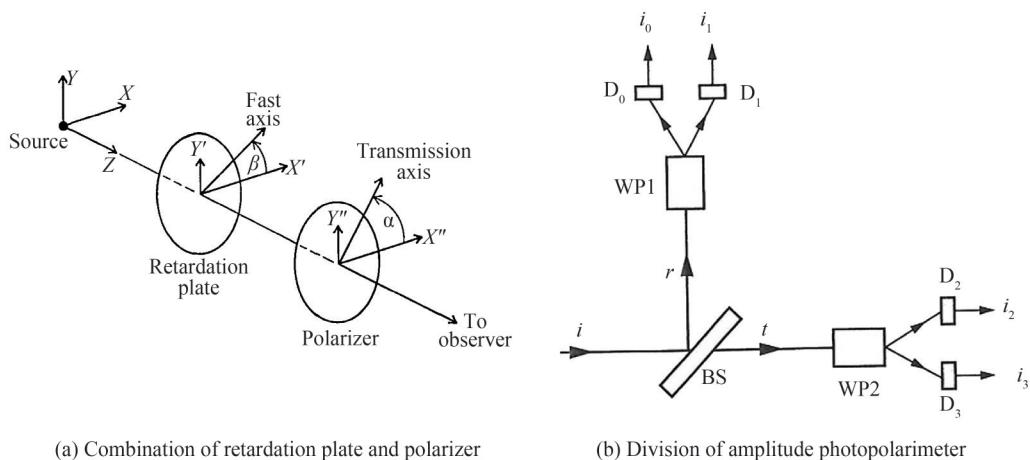 Y
X
Source
Z
Fast
axis
Y'
β
X'
Retardation
plate
Transmission
axis
Y''
α
X''
Polarizer
To
observer
(a) Combination of retardation plate and polarizer
i₀
i₁
D₀
D₁
WP1
r
i
t
BS
WP2
D₂
i₂
D₃
i₃
(b) Division of amplitude photopolarimeter